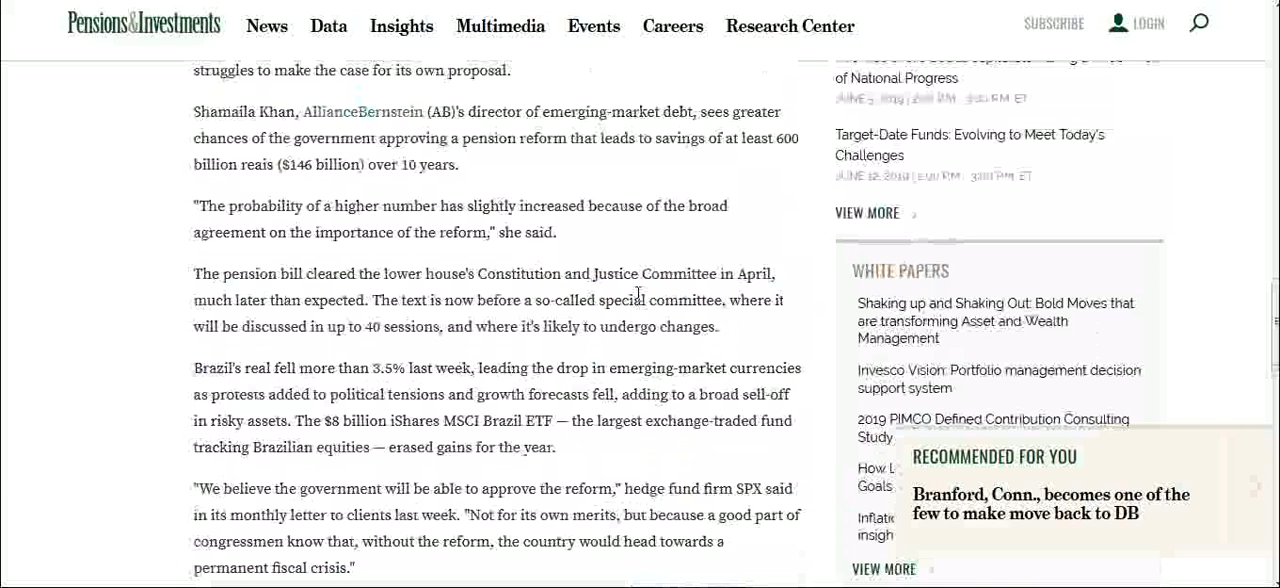 Pensions&Investments
News
Data
Insights
Multimedia
Events
Careers
Research Center
SUBSCRIBE
LOGIN
struggles to make the case for its own proposal.
Shamaila Khan, AllianceBernstein (AB)'s director of emerging-market debt, sees greater
chances of the government approving a pension reform that leads to savings of at least 600
billion reais ($146 billion) over 10 years.
"The probability of a higher number has slightly increased because of the broad
agreement on the importance of the reform," she said.
The pension bill cleared the lower house's Constitution and Justice Committee in April,
much later than expected. The text is now before a so-called special committee, where it
will be discussed in up to 40 sessions, and where it's likely to undergo changes.
Brazil's real fell more than 3.5% last week, leading the drop in emerging-market currencies
as protests added to political tensions and growth forecasts fell, adding to a broad sell-off
in risky assets. The $8 billion iShares MSCI Brazil ETF — the largest exchange-traded fund
tracking Brazilian equities — erased gains for the year.
"We believe the government will be able to approve the reform," hedge fund firm SPX said
in its monthly letter to clients last week. "Not for its own merits, but because a good part of
congressmen know that, without the reform, the country would head towards a
permanent fiscal crisis."
of National Progress
Target-Date Funds: Evolving to Meet Today's
Challenges
VIEW MORE
WHITE PAPERS
Shaking up and Shaking Out: Bold Moves that
are transforming Asset and Wealth
Management
Invesco Vision: Portfolio management decision
support system
2019 PIMCO Defined Contribution Consulting
Study
How
Goals
VIEW MORE
RECOMMENDED FOR YOU
Branford, Conn., becomes one of the
few to make move back to DB